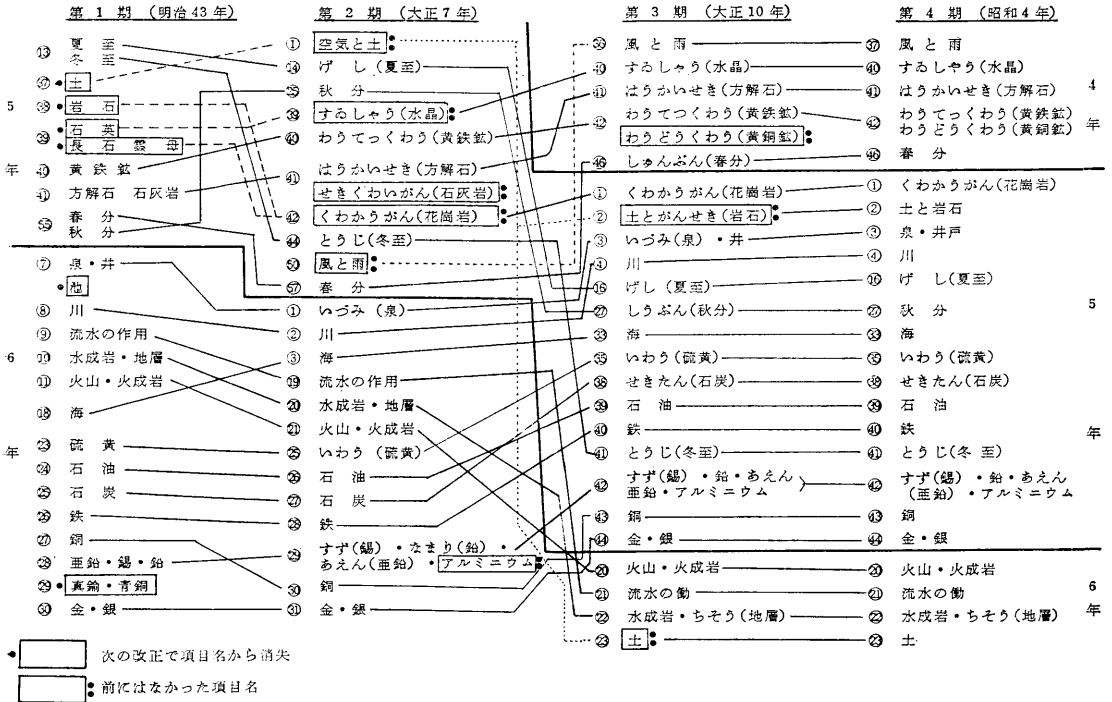 第 1 期 (明治43年)
5
年
⑬ 夏 至
冬 至
㊲ 土
㊳ 岩 石
㊴ 石 英
長 石 雲 母
㊵ 黄 鉄 鉱
㊶ 方解石 石灰岩
㊺ 春 分
秋 分
6
年
⑦ 泉・井
池
⑧ 川
⑨ 流水の作用
⑩ 水成岩・地層
⑪ 火山・火成岩
⑱ 海
㉓ 硫 黄
㉔ 石 油
㉕ 石 炭
㉖ 鉄
㉗ 銅
㉘ 亜鉛・錫・鉛
㉙ 真鍮・青銅
㉚ 金・銀
第 2 期 (大正7年)
① 空気と土
⑭ げ し (夏至)
㉟ 秋 分
㊴ すゐしゃう(水晶)
㊵ わうてっくわう(黄鉄鉱)
㊶ はうかいせき(方解石)
せきくわいがん(石灰岩)
㊷ くわかうがん(花崗岩)
㊹ とうじ(冬至)
㊿ 風と雨
春 分
① いづみ (泉)
② 川
③ 海
⑲ 流水の作用
⑳ 水成岩・地層
㉑ 火山・火成岩
㉕ いわう (硫黄)
㉖ 石 油
㉗ 石 炭
㉘ 鉄
㉙ すず(錫)・なまり(鉛)・
あえん(亜鉛)・アルミニウム
㉚ 銅
㉛ 金・銀
第 3 期 (大正10年)
風と雨
㊵ すゐしゃう(水晶)
㊶ はうかいせき(方解石)
㊷ わうてつくわう(黄鉄鉱)
わうどうくわう(黄銅鉱)
㊻ しゅんぶん(春分)
① くわかうがん(花崗岩)
② 土とがんせき(岩石)
③ いづみ(泉)・井
④ 川
⑯ げし (夏至)
㉗ しうぶん(秋分)
㉝ 海
㉟ いわう(硫黄)
せきたん(石炭)
㊴ 石 油
㊵ 鉄
㊶ とうじ(冬至)
㊷ すず(錫)・鉛・あえん
亜鉛・アルミニウム
㊸ 銅
㊹ 金・銀
⑳ 火山・火成岩
㉑ 流水の働
㉒ 水成岩・ちそう(地層)
㉓ 土
第 4 期 (昭和4年)
4
年
㊲ 風 と 雨
㊵ すゐしやう(水晶)
㊶ はうかいせき(方解石)
㊷ わうてつくわう(黄鉄鉱)
わうどうくわう(黄銅鉱)
㊻ 春 分
5
年
① くわかうがん(花崗岩)
② 土と岩石
③ 泉・井戸
④ 川
⑯ げ し(夏至)
㉗ 秋 分
㉝ 海
㉟ いわう(硫黄)
㊳ せきたん(石炭)
㊴ 石 油
㊵ 鉄
㊶ とうじ(冬 至)
㊷ すず(錫)・鉛・あえん
(亜鉛)・アルミニウム
㊸ 銅
㊹ 金・銀
6
年
⑳ 火山・火成岩
㉑ 流水の働
㉒ 水成岩・ちそう(地層)
㉓ 土
次の改正で項目名から消失
前にはなかった項目名